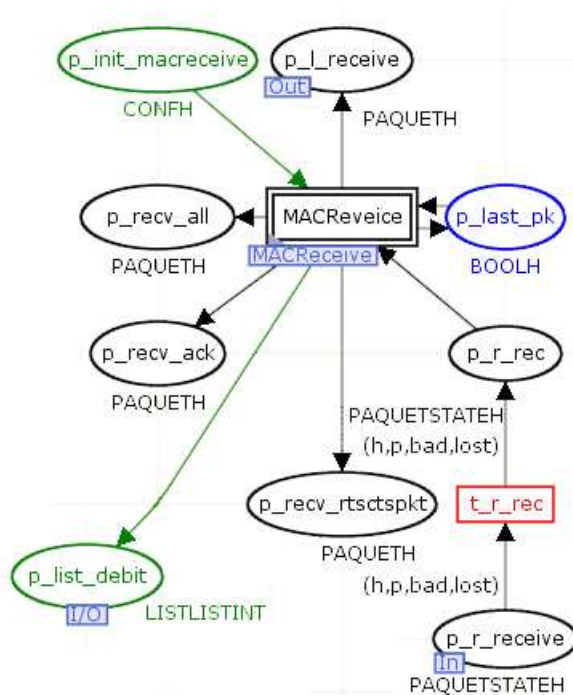 p_init_macreceive
p_l_receive
Out
CONFH
PAQUETH
p_recv_all
MACReveice
p_last_pk
PAQUETH
MACReceive
BOOLH
p_recv_ack
p_r_rec
PAQUETH
PAQUETSTATEH
(h,p,bad,lost)
p_recv_rtsctspkt
t_r_rec
PAQUETH
p_list_debit
(h,p,bad,lost)
I/O
LISTLISTINT
p_r_receive
In
PAQUETSTATEH